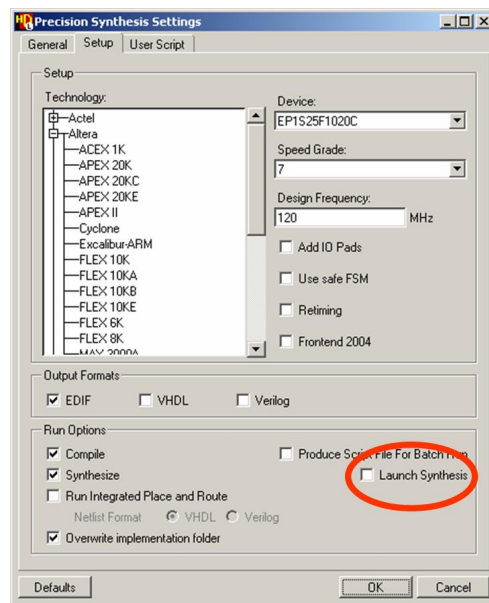 Precision Synthesis Settings
General Setup User Script
Setup
Technology:
Actel
Altera
ACEX 1K
APEX 20K
APEX 20KC
APEX 20KE
APEX II
Cyclone
Excalibur-ARM
FLEX 10K
FLEX 10KA
FLEX 10KB
FLEX 10KE
FLEX 6K
FLEX 8K
MAX 3000A
Device:
EP1S25F1020C
Speed Grade:
7
Design Frequency:
120 MHz
Add IO Pads
Use safe FSM
Retiming
Frontend 2004
Output Formats
EDIF VHDL Verilog
Run Options
Compile
Produce Script File For Batch Run
Synthesize
Launch Synthesis
Run Integrated Place and Route
Netlist Format VHDL Verilog
Overwrite implementation folder
Defaults OK Cancel